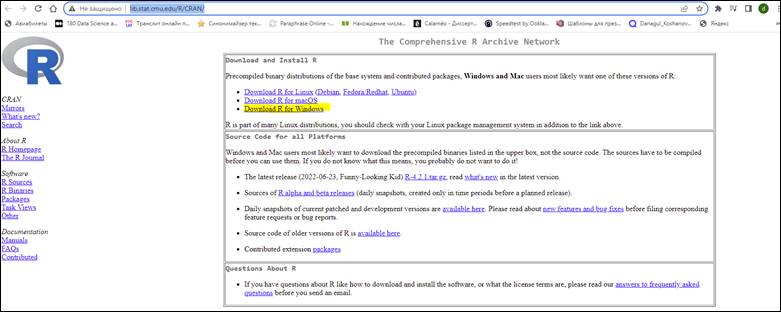 Не защищено | lib.stat.cmu.edu/R/CRAN/
Авиабилеты 180 Data Science a... Транслит онлайн п... Синонимайзер тек... Paraphrase Online -... Нахождение числа... Calaméo - Диссерт... Speedtest by Ookla... Шаблоны для през... Danagul_Koshanov... Яндекс
The Comprehensive R Archive Network
R
CRAN
Mirrors
What's new?
Search
About R
R Homepage
The R Journal
Software
R Sources
R Binaries
Packages
Task Views
Other
Documentation
Manuals
FAQs
Contributed
Download and Install R
Precompiled binary distributions of the base system and contributed packages, Windows and Mac users most likely want one of these versions of R:
• Download R for Linux (Debian, Fedora/Redhat, Ubuntu)
• Download R for macOS
• Download R for Windows
R is part of many Linux distributions, you should check with your Linux package management system in addition to the link above.
Source Code for all Platforms
Windows and Mac users most likely want to download the precompiled binaries listed in the upper box, not the source code. The sources have to be compiled
before you can use them. If you do not know what this means, you probably do not want to do it!
• The latest release (2022-06-23, Funny-Looking Kid) R-4.2.1.tar.gz, read what's new in the latest version.
• Sources of R alpha and beta releases (daily snapshots, created only in time periods before a planned release).
• Daily snapshots of current patched and development versions are available here. Please read about new features and bug fixes before filing corresponding
feature requests or bug reports.
• Source code of older versions of R is available here.
• Contributed extension packages
Questions About R
• If you have questions about R like how to download and install the software, or what the license terms are, please read our answers to frequently asked
questions before you send an email.